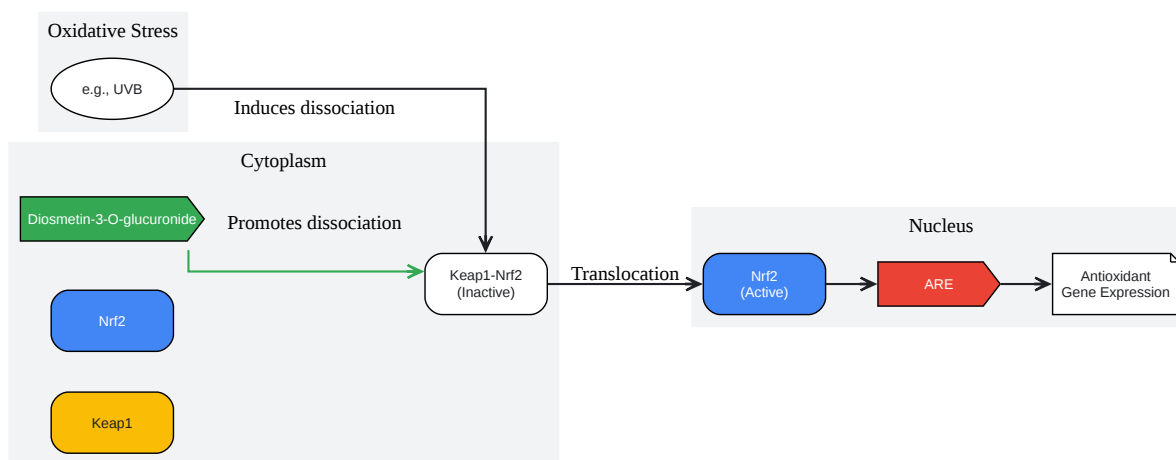 Oxidative Stress
e.g., UVB
Induces dissociation
Cytoplasm
Diosmetin-3-O-glucuronide
Promotes dissociation
Keap1-Nrf2
(Inactive)
Translocation
Nrf2
Keap1
Nucleus
Nrf2
(Active)
ARE
Antioxidant
Gene Expression